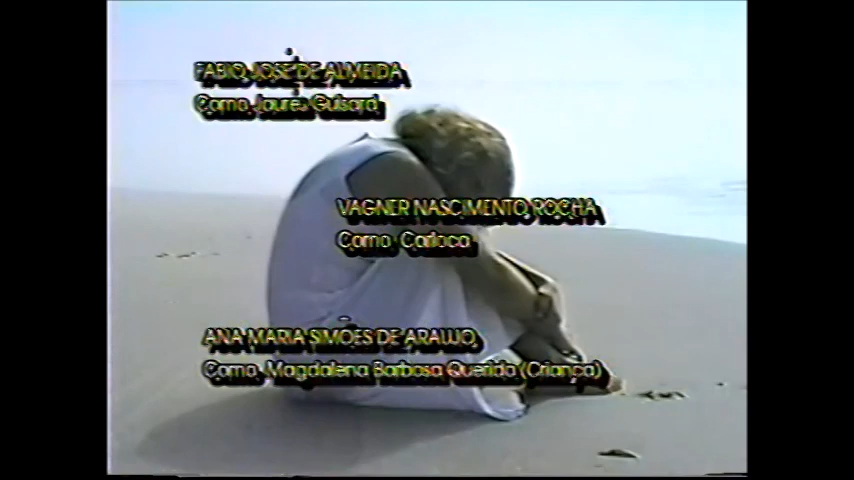 FABIO JOSÉ DE ALMEIDA
Como Jaurés Guisard
VAGNER NASCIMENTO ROCHA
Como Carioca
ANA MARIA SIMÕES DE ARAUJO
Como Magdalena Barbosa Querida (Criança)